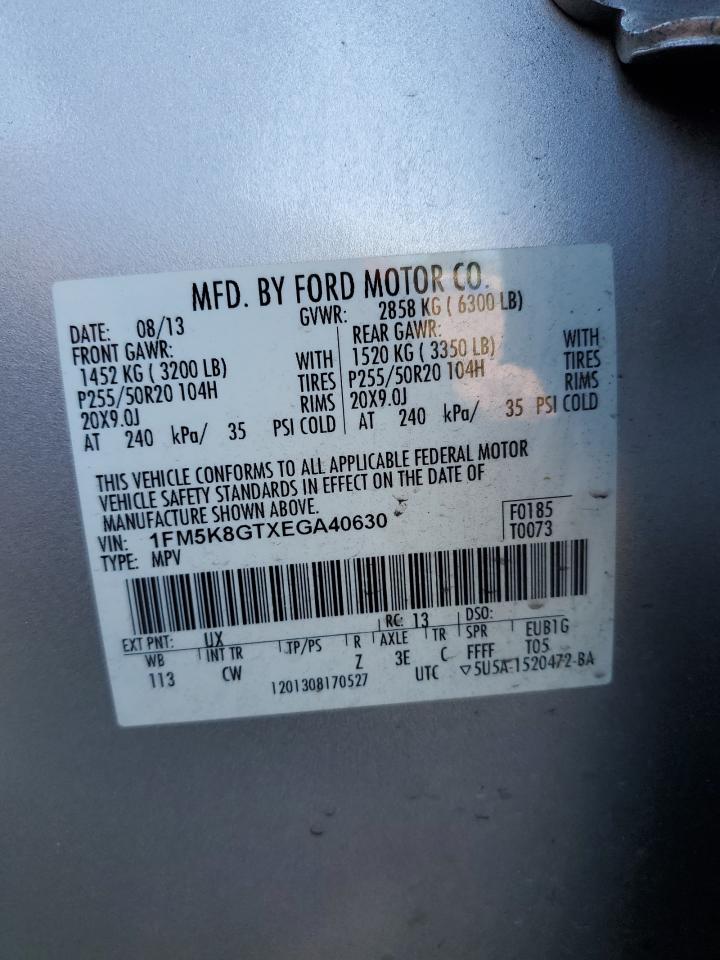 MFD. BY FORD MOTOR CO.
DATE: 08/13 GVWR: 2858 KG ( 6300 LB)
FRONT GAWR: REAR GAWR:
1452 KG ( 3200 LB) WITH 1520 KG ( 3350 LB) WITH
P255/50R20 104H TIRES P255/50R20 104H TIRES
20X9.0J RIMS 20X9.0J RIMS
AT 240 kPa/ 35 PSI COLD AT 240 kPa/ 35 PSI COLD
THIS VEHICLE CONFORMS TO ALL APPLICABLE FEDERAL MOTOR
VEHICLE SAFETY STANDARDS IN EFFECT ON THE DATE OF
MANUFACTURE SHOWN ABOVE.
VIN: 1FM5K8GTXEGA40630 F0185
TYPE: MPV T0073
EXT PNT: UX RC: 13 DSO:
WB INT TR TP/PS R AXLE TR SPR EUB1G
113 CW Z 3E C FFFF T05
1201308170527 UTC ▽5U5A-1520472-BA